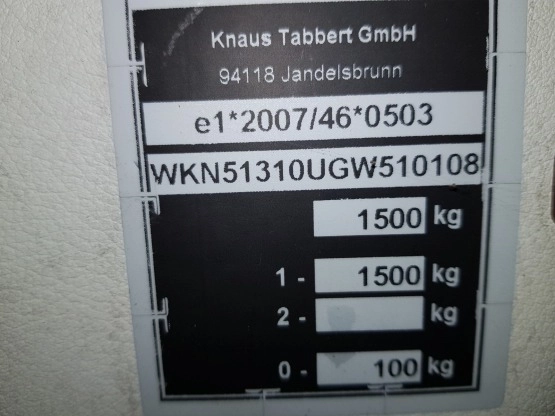 Knaus Tabbert GmbH
94118 Jandelsbrunn
e1*2007/46*0503
WKN51310UGW510108
1500 kg
1 - 1500 kg
2 - kg
0 - 100 kg